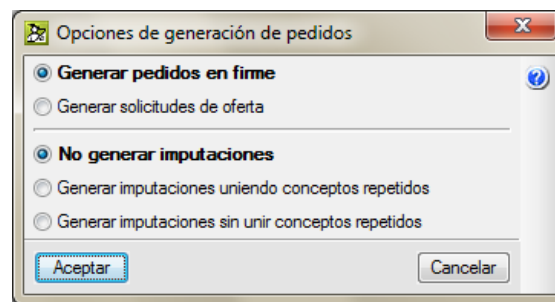 Opciones de generación de pedidos
Generar pedidos en firme
Generar solicitudes de oferta
No generar imputaciones
Generar imputaciones uniendo conceptos repetidos
Generar imputaciones sin unir conceptos repetidos
Aceptar
Cancelar